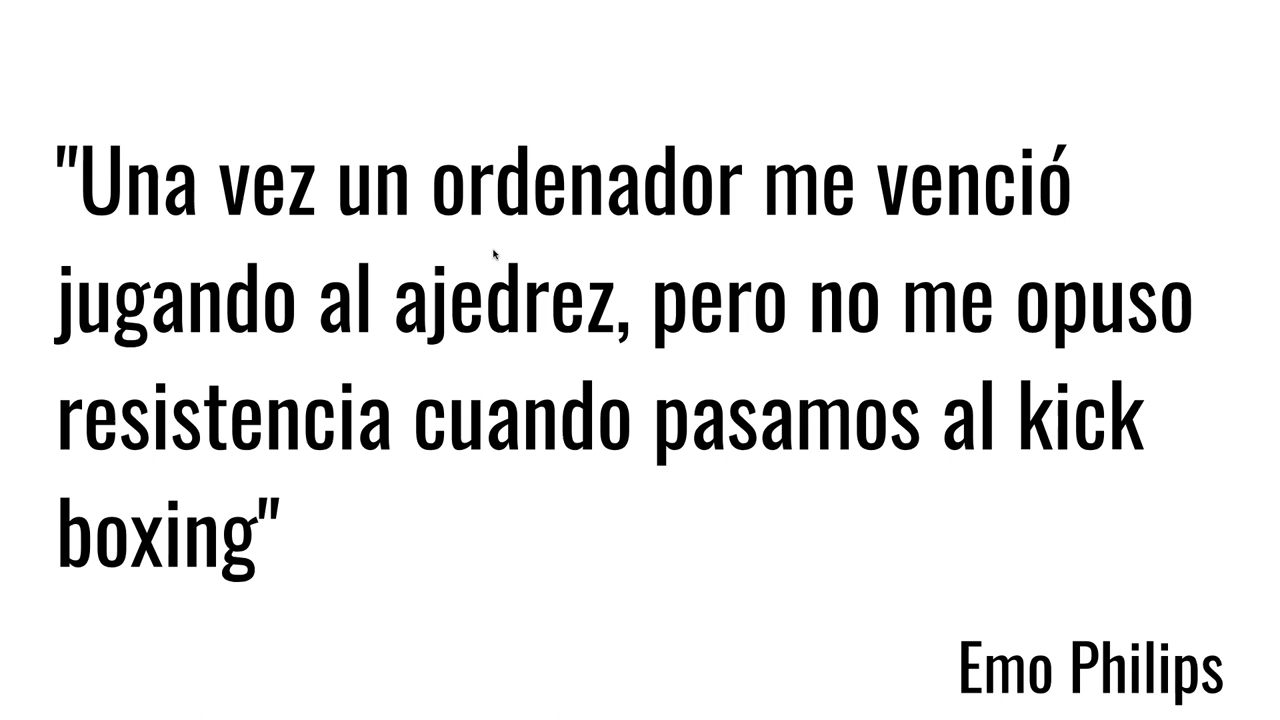 "Una vez un ordenador me venció
jugando al ajedrez, pero no me opuso
resistencia cuando pasamos al kick
boxing"
Emo Philips